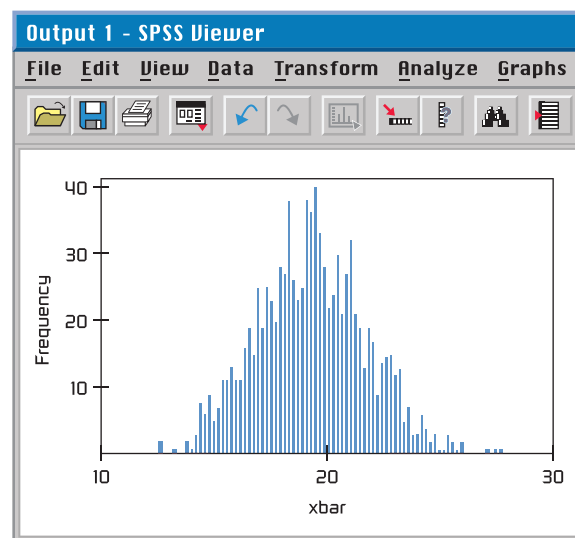 Output 1 - SPSS Viewer
File Edit View Data Transform Analyze Graphs
40
30
20
10
Frequency
10 20 30
xbar